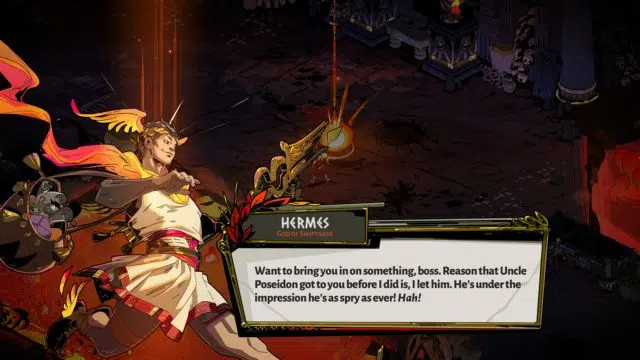 HERMES
GOD OF SWIFTNESS
Want to bring you in on something, boss. Reason that Uncle
Poseidon got to you before I did is, I let him. He's under the
impression he's as spry as ever! Hah!